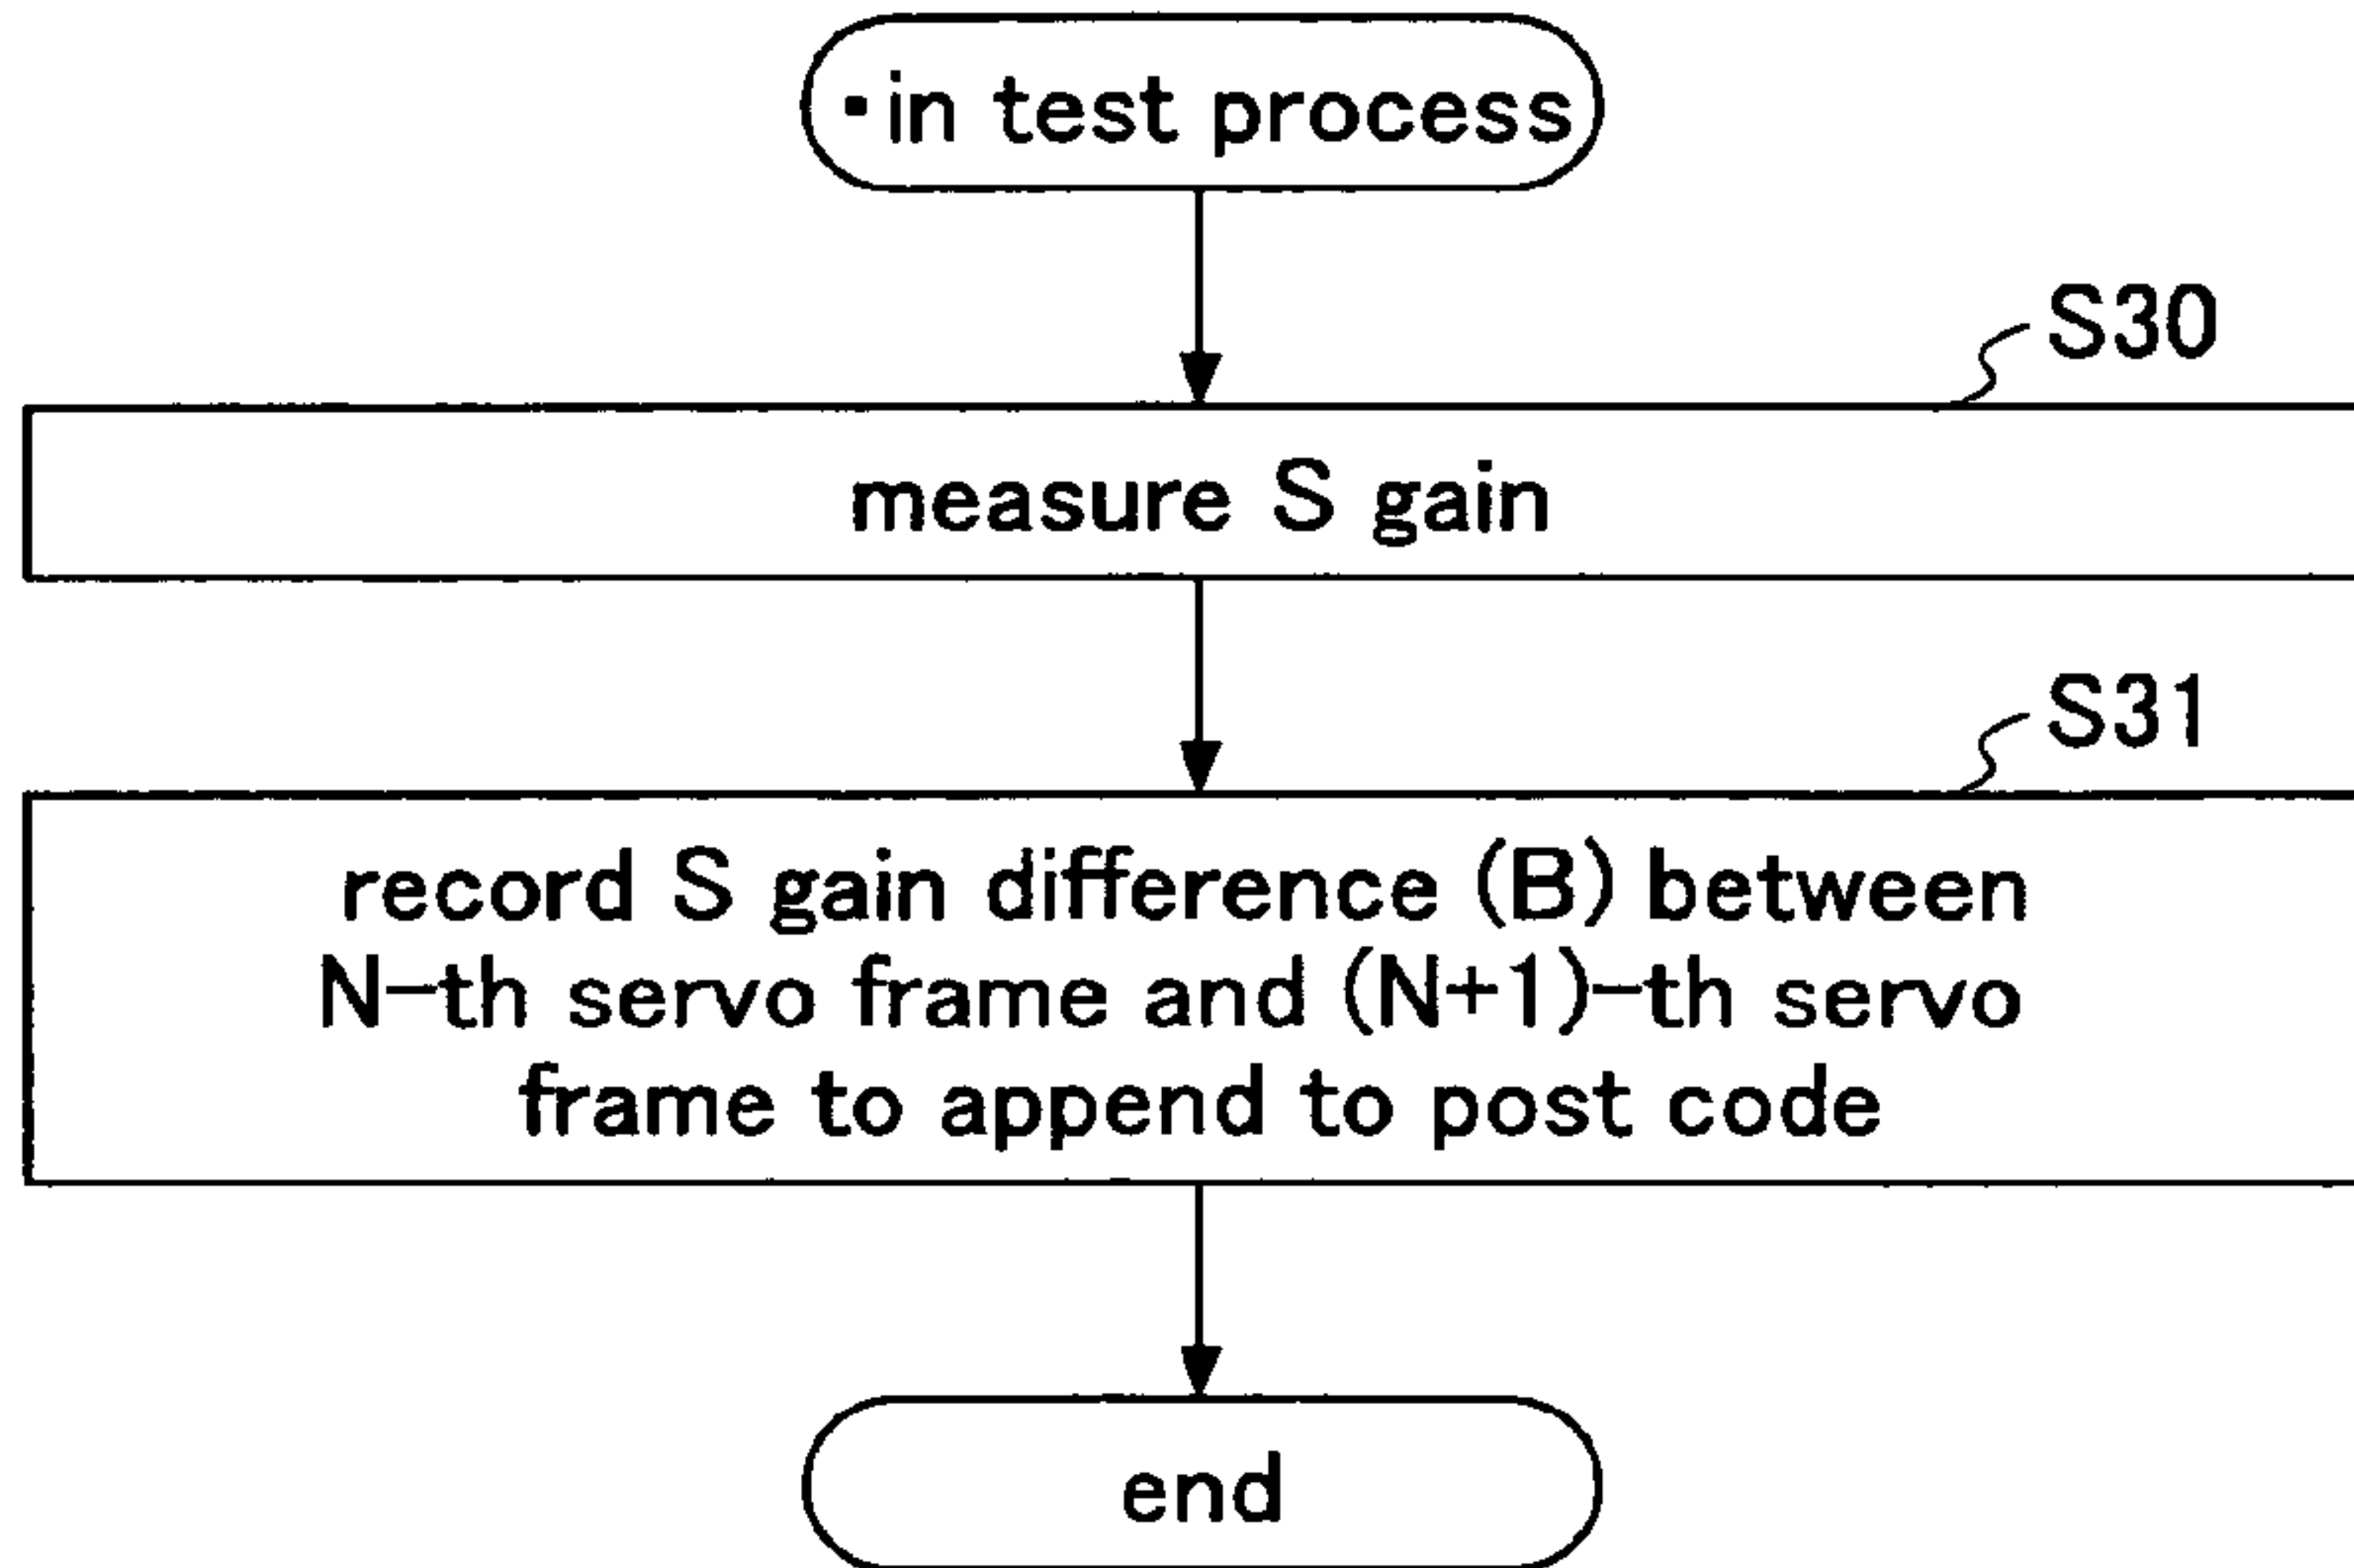 ▪in test process
S30
measure S gain
S31
record S gain difference (B) between
N-th servo frame and (N+1)-th servo
frame to append to post code
end